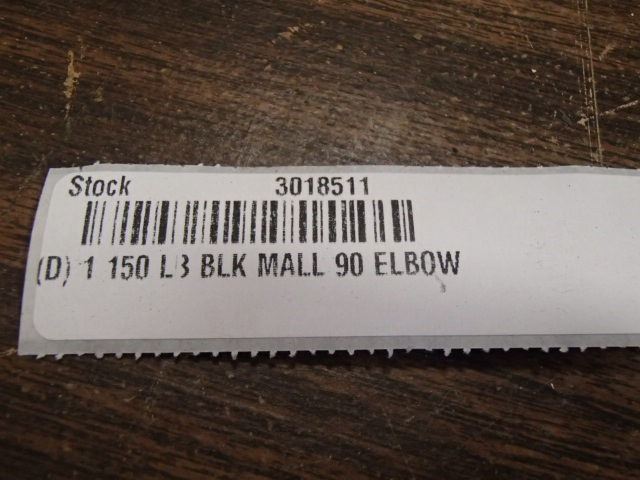 Stock 3018511
(D) 1 150 LB BLK MALL 90 ELBOW